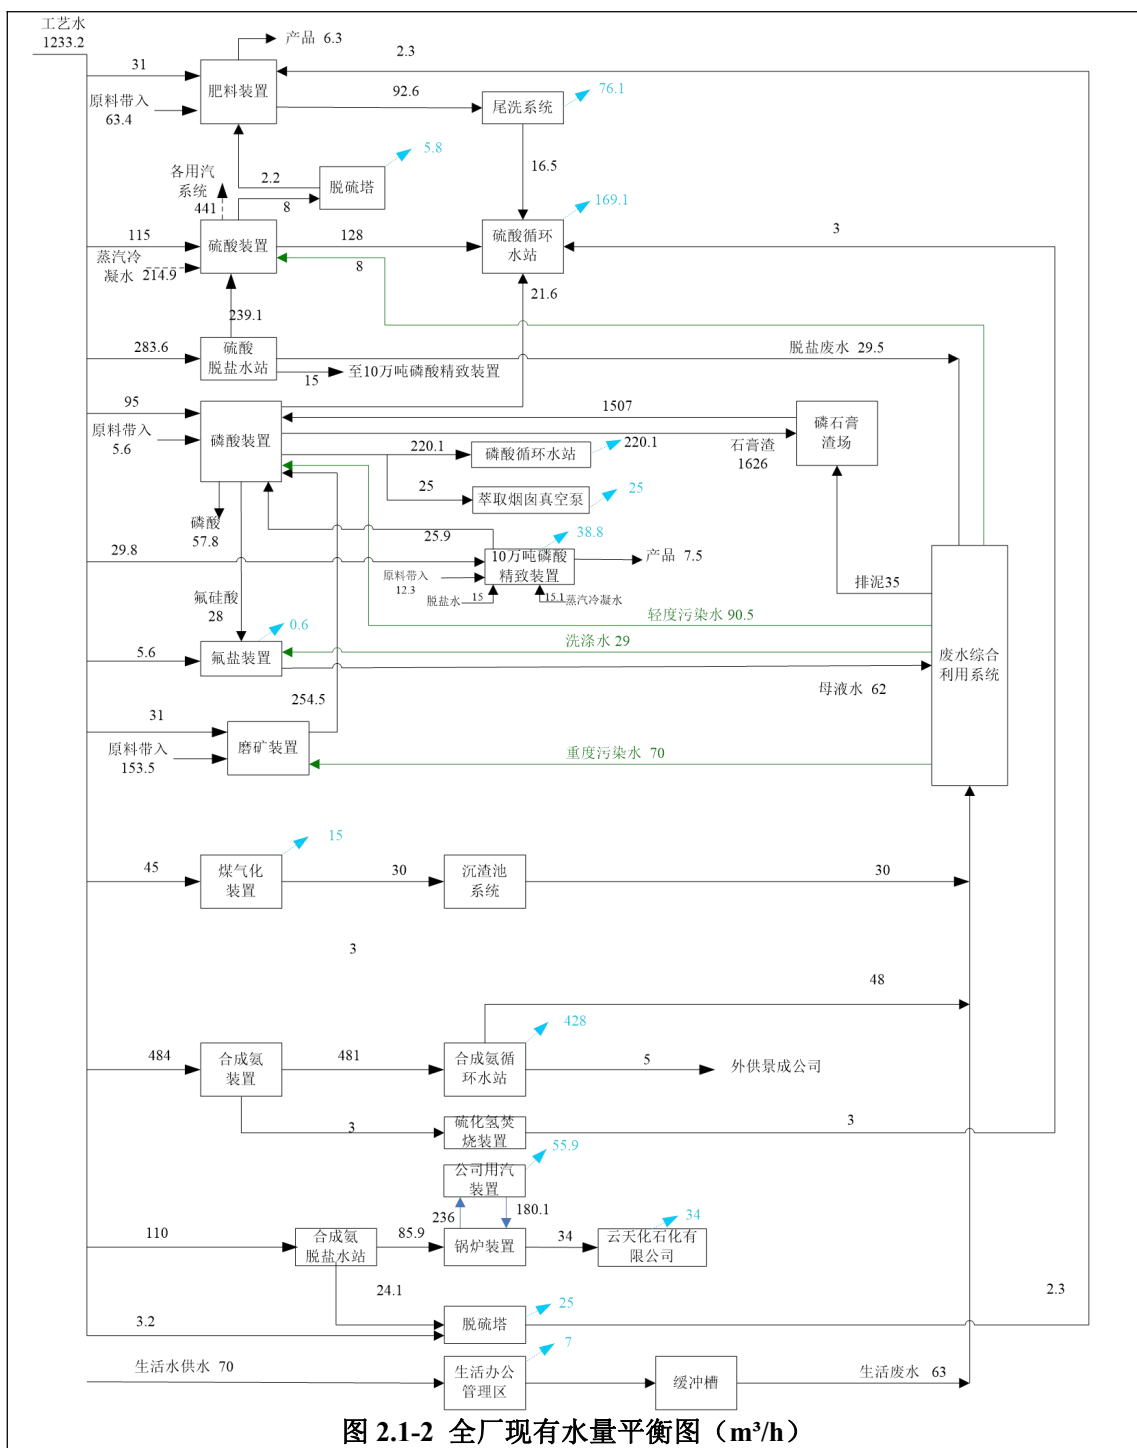 工艺水
1233.2
产品 6.3
2.3
31
肥料装置
原料带入
63.4
92.6
尾洗系统
76.1
16.5
各用汽
系统
441
2.2
8
脱硫塔
5.8
115
硫酸装置
128
硫酸循环
水站
169.1
3
蒸汽冷
凝水
214.9
8
21.6
239.1
283.6
硫酸
脱盐水站
脱盐废水 29.5
15
至10万吨磷酸精致装置
95
原料带入
5.6
磷酸装置
1507
石膏渣
1626
磷石膏
渣场
220.1
磷酸循环水站
220.1
25
萃取烟囱真空泵
25
磷酸
57.8
25.9
38.8
29.8
10万吨磷酸
精致装置
产品 7.5
原料带入
12.3
脱盐水
15
15.1
蒸汽冷凝水
排泥35
氟硅酸
28
轻度污染水 90.5
0.6
洗涤水 29
5.6
氟盐装置
母液水 62
废水综合
利用系统
254.5
31
磨矿装置
原料带入
153.5
重度污染水 70
15
45
煤气化
装置
30
沉渣池
系统
30
3
48
428
484
合成氨
装置
481
合成氨循
环水站
5
外供景成公司
3
硫化氢焚
烧装置
3
55.9
公司用汽
装置
236
180.1
110
合成氨
脱盐水站
85.9
锅炉装置
34
云天化石化有
限公司
34
24.1
2.3
3.2
脱硫塔
25
生活水供水 70
生活办公
管理区
7
缓冲槽
生活废水 63
图 2.1-2 全厂现有水量平衡图（m³/h）